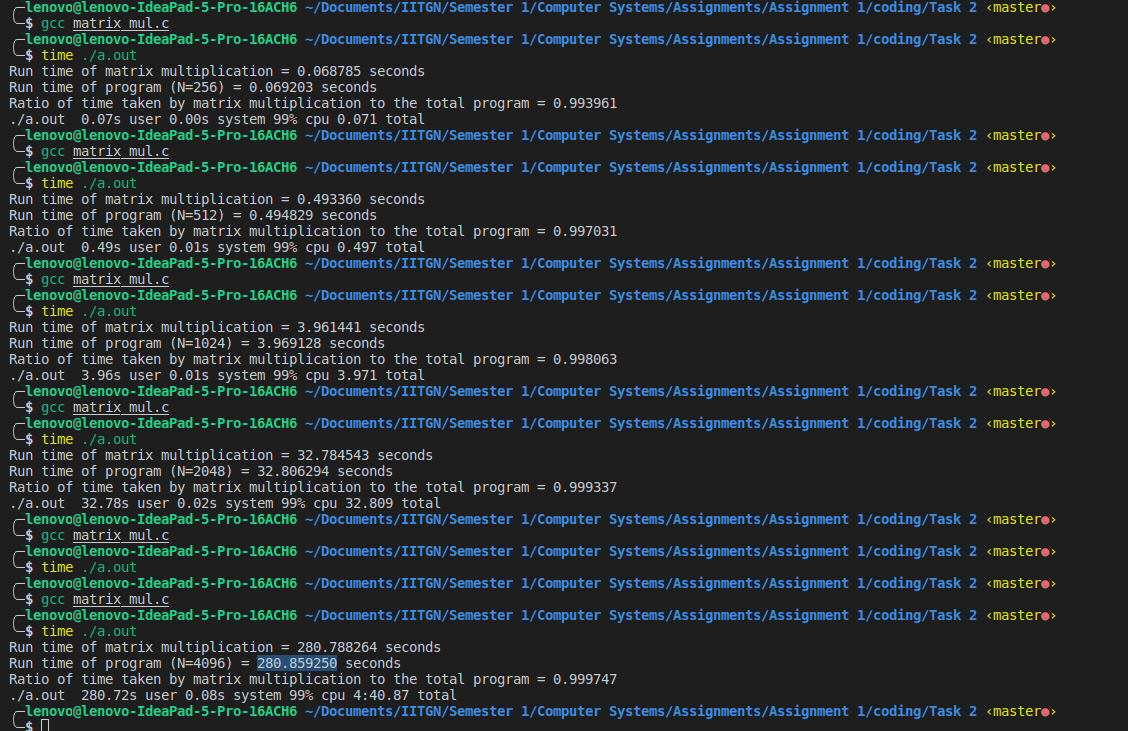 ╭─lenovo@lenovo-IdeaPad-5-Pro-16ACH6 ~/Documents/IITGN/Semester 1/Computer Systems/Assignments/Assignment 1/coding/Task 2 ‹master●›
╰─$ gcc matrix_mul.c
╭─lenovo@lenovo-IdeaPad-5-Pro-16ACH6 ~/Documents/IITGN/Semester 1/Computer Systems/Assignments/Assignment 1/coding/Task 2 ‹master●›
╰─$ time ./a.out
Run time of matrix multiplication = 0.068785 seconds
Run time of program (N=256) = 0.069203 seconds
Ratio of time taken by matrix multiplication to the total program = 0.993961
./a.out  0.07s user 0.00s system 99% cpu 0.071 total
╭─lenovo@lenovo-IdeaPad-5-Pro-16ACH6 ~/Documents/IITGN/Semester 1/Computer Systems/Assignments/Assignment 1/coding/Task 2 ‹master●›
╰─$ gcc matrix_mul.c
╭─lenovo@lenovo-IdeaPad-5-Pro-16ACH6 ~/Documents/IITGN/Semester 1/Computer Systems/Assignments/Assignment 1/coding/Task 2 ‹master●›
╰─$ time ./a.out
Run time of matrix multiplication = 0.493360 seconds
Run time of program (N=512) = 0.494829 seconds
Ratio of time taken by matrix multiplication to the total program = 0.997031
./a.out  0.49s user 0.01s system 99% cpu 0.497 total
╭─lenovo@lenovo-IdeaPad-5-Pro-16ACH6 ~/Documents/IITGN/Semester 1/Computer Systems/Assignments/Assignment 1/coding/Task 2 ‹master●›
╰─$ gcc matrix_mul.c
╭─lenovo@lenovo-IdeaPad-5-Pro-16ACH6 ~/Documents/IITGN/Semester 1/Computer Systems/Assignments/Assignment 1/coding/Task 2 ‹master●›
╰─$ time ./a.out
Run time of matrix multiplication = 3.961441 seconds
Run time of program (N=1024) = 3.969128 seconds
Ratio of time taken by matrix multiplication to the total program = 0.998063
./a.out  3.96s user 0.01s system 99% cpu 3.971 total
╭─lenovo@lenovo-IdeaPad-5-Pro-16ACH6 ~/Documents/IITGN/Semester 1/Computer Systems/Assignments/Assignment 1/coding/Task 2 ‹master●›
╰─$ gcc matrix_mul.c
╭─lenovo@lenovo-IdeaPad-5-Pro-16ACH6 ~/Documents/IITGN/Semester 1/Computer Systems/Assignments/Assignment 1/coding/Task 2 ‹master●›
╰─$ time ./a.out
Run time of matrix multiplication = 32.784543 seconds
Run time of program (N=2048) = 32.806294 seconds
Ratio of time taken by matrix multiplication to the total program = 0.999337
./a.out  32.78s user 0.02s system 99% cpu 32.809 total
╭─lenovo@lenovo-IdeaPad-5-Pro-16ACH6 ~/Documents/IITGN/Semester 1/Computer Systems/Assignments/Assignment 1/coding/Task 2 ‹master●›
╰─$ gcc matrix_mul.c
╭─lenovo@lenovo-IdeaPad-5-Pro-16ACH6 ~/Documents/IITGN/Semester 1/Computer Systems/Assignments/Assignment 1/coding/Task 2 ‹master●›
╰─$ time ./a.out
╭─lenovo@lenovo-IdeaPad-5-Pro-16ACH6 ~/Documents/IITGN/Semester 1/Computer Systems/Assignments/Assignment 1/coding/Task 2 ‹master●›
╰─$ gcc matrix_mul.c
╭─lenovo@lenovo-IdeaPad-5-Pro-16ACH6 ~/Documents/IITGN/Semester 1/Computer Systems/Assignments/Assignment 1/coding/Task 2 ‹master●›
╰─$ time ./a.out
Run time of matrix multiplication = 280.788264 seconds
Run time of program (N=4096) = 280.859250 seconds
Ratio of time taken by matrix multiplication to the total program = 0.999747
./a.out  280.72s user 0.08s system 99% cpu 4:40.87 total
╭─lenovo@lenovo-IdeaPad-5-Pro-16ACH6 ~/Documents/IITGN/Semester 1/Computer Systems/Assignments/Assignment 1/coding/Task 2 ‹master●›
╰─$